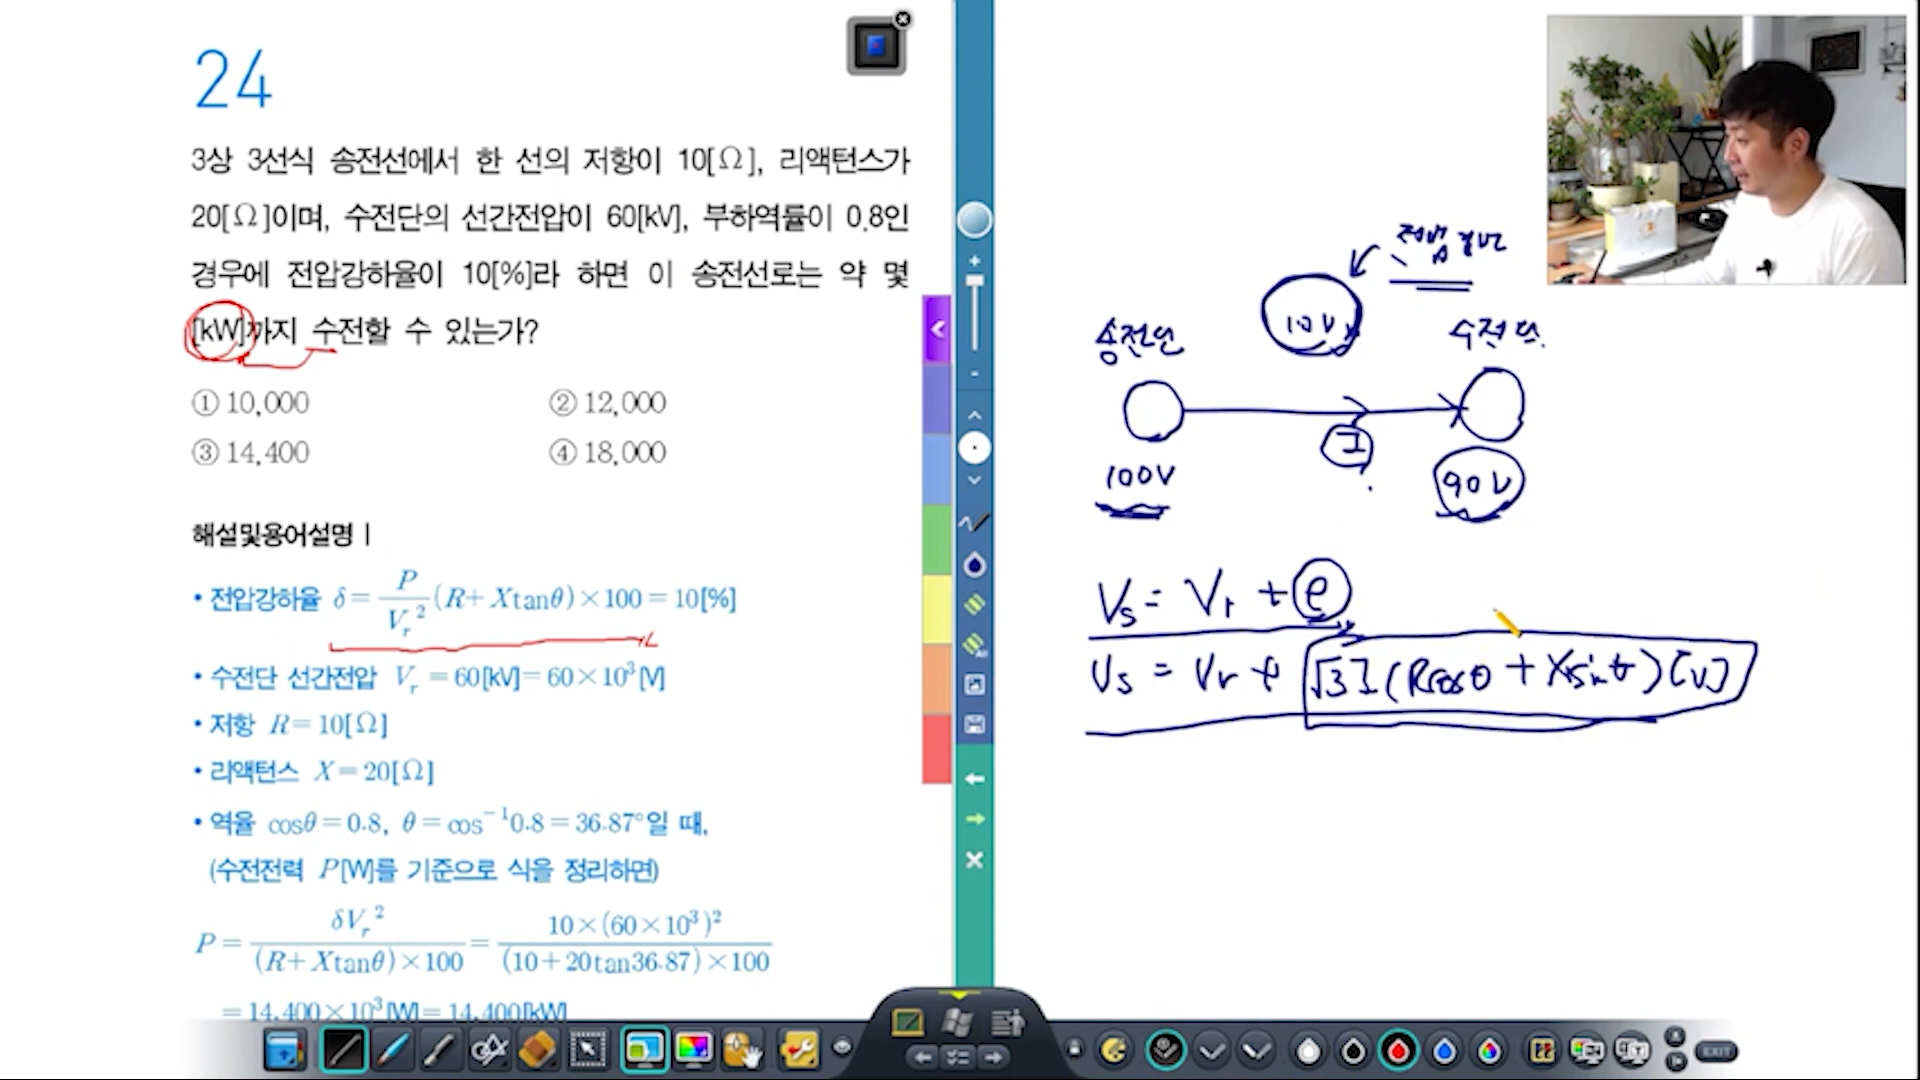 24
3상 3선식 송전선에서 한 선의 저항이 10[Ω], 리액턴스가
20[Ω]이며, 수전단의 선간전압이 60[kV], 부하역률이 0.8인
경우에 전압강하율이 10[%]라 하면 이 송전선로는 약 몇
[kW]까지 수전할 수 있는가?
① 10,000 ② 12,000
③ 14,400 ④ 18,000
해설및용어설명 |
• 전압강하율 δ = P/Vr² (R+Xtanθ)×100 = 10[%]
• 수전단 선간전압 Vr = 60[kV] = 60×10³[V]
• 저항 R = 10[Ω]
• 리액턴스 X = 20[Ω]
• 역률 cosθ = 0.8, θ = cos⁻¹0.8 = 36.87°일 때,
(수전전력 P[W]를 기준으로 식을 정리하면)
P = δVr² / (R+Xtanθ)×100 = 10×(60×10³)² / (10+20tan36.87)×100
= 14,400×10³[W] = 14,400[kW]
10V
송전단
수전단
I
100V
90V
Vs = Vr + e
Vs = Vr + √3 I (Rcosθ + Xsinθ) [V]
EXIT